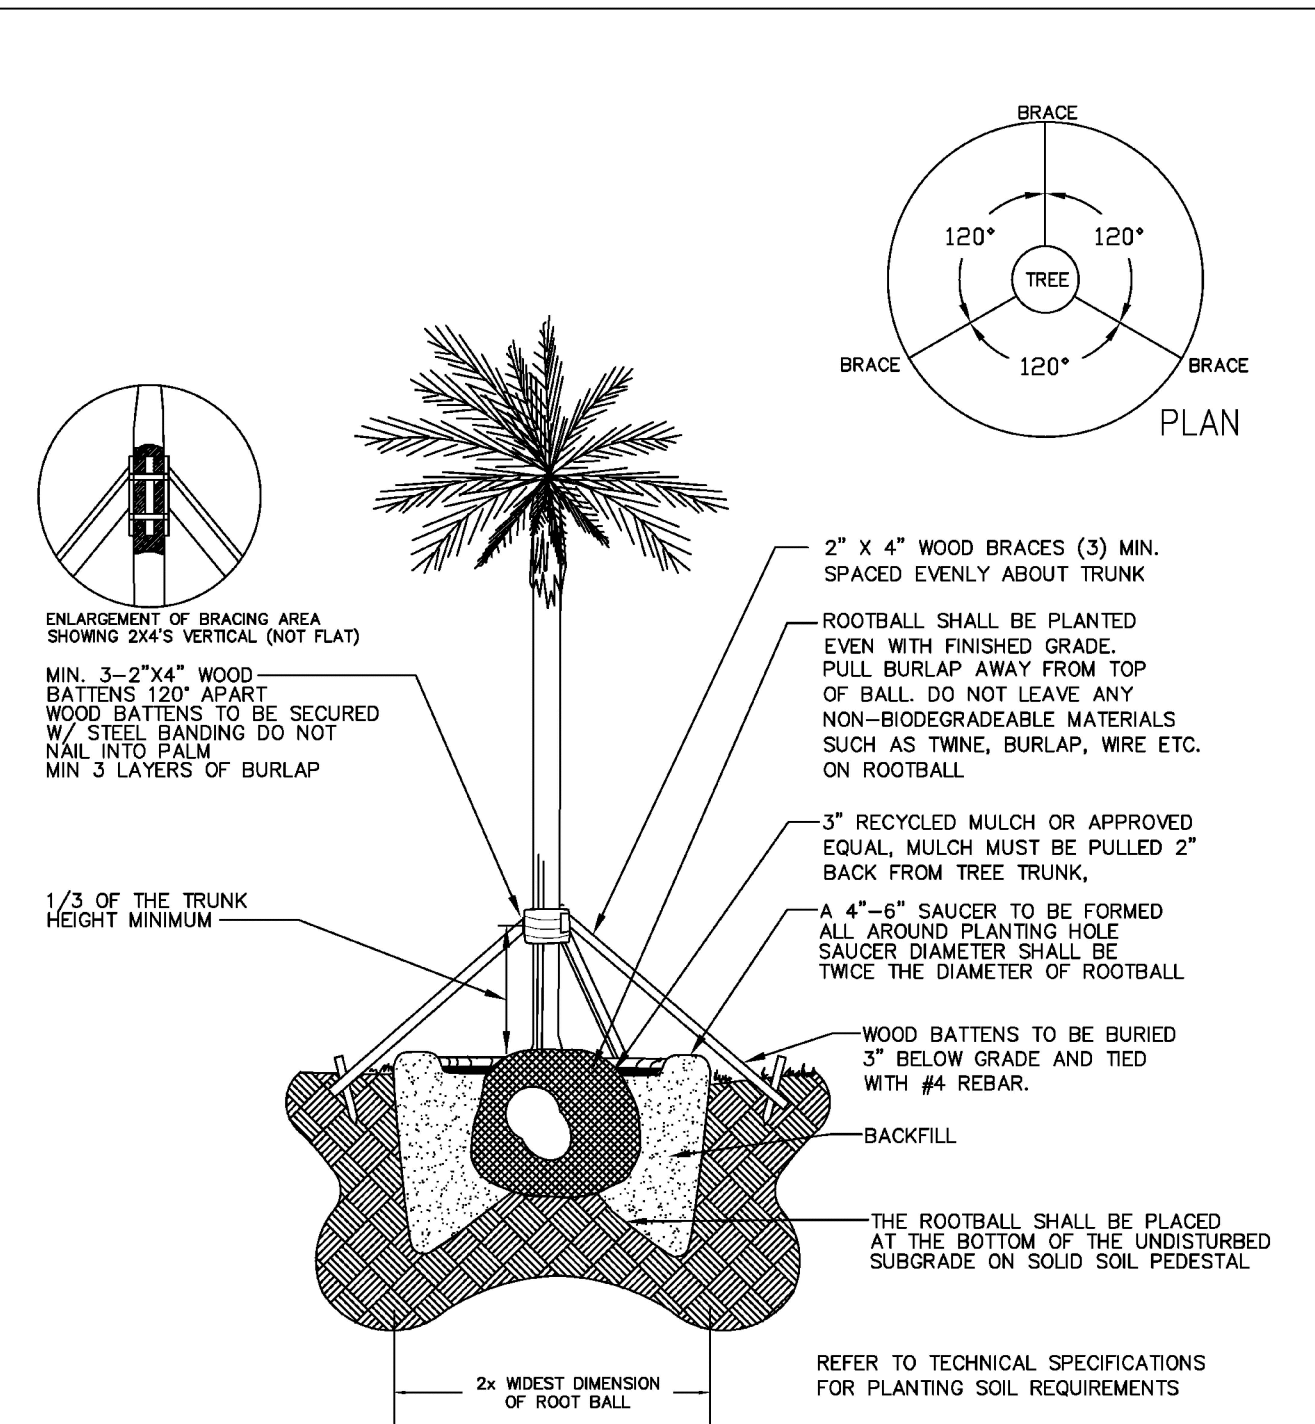 BRACE
120°
120°
TREE
BRACE
120°
BRACE
PLAN
ENLARGEMENT OF BRACING AREA
SHOWING 2X4'S VERTICAL (NOT FLAT)
MIN. 3-2"X4" WOOD
BATTENS 120° APART
WOOD BATTENS TO BE SECURED
W/ STEEL BANDING DO NOT
NAIL INTO PALM
MIN 3 LAYERS OF BURLAP
1/3 OF THE TRUNK
HEIGHT MINIMUM
2" X 4" WOOD BRACES (3) MIN.
SPACED EVENLY ABOUT TRUNK
ROOTBALL SHALL BE PLANTED
EVEN WITH FINISHED GRADE.
PULL BURLAP AWAY FROM TOP
OF BALL. DO NOT LEAVE ANY
NON-BIODEGRADEABLE MATERIALS
SUCH AS TWINE, BURLAP, WIRE ETC.
ON ROOTBALL
3" RECYCLED MULCH OR APPROVED
EQUAL, MULCH MUST BE PULLED 2"
BACK FROM TREE TRUNK,
A 4"-6" SAUCER TO BE FORMED
ALL AROUND PLANTING HOLE
SAUCER DIAMETER SHALL BE
TWICE THE DIAMETER OF ROOTBALL
WOOD BATTENS TO BE BURIED
3" BELOW GRADE AND TIED
WITH #4 REBAR.
BACKFILL
THE ROOTBALL SHALL BE PLACED
AT THE BOTTOM OF THE UNDISTURBED
SUBGRADE ON SOLID SOIL PEDESTAL
2x WIDEST DIMENSION
OF ROOT BALL
REFER TO TECHNICAL SPECIFICATIONS
FOR PLANTING SOIL REQUIREMENTS